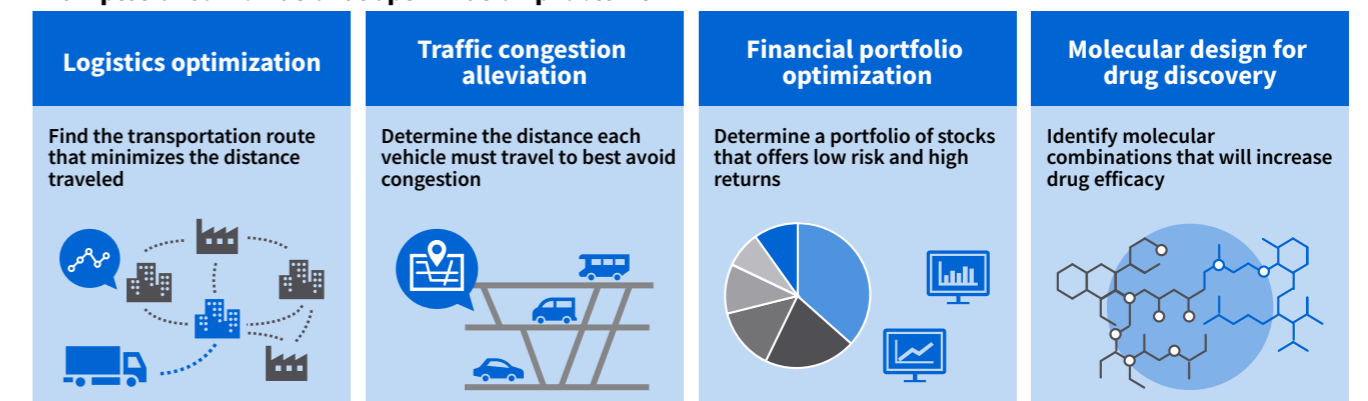 Logistics optimization
Find the transportation route
that minimizes the distance
traveled
Traffic congestion
alleviation
Determine the distance each
vehicle must travel to best avoid
congestion
Financial portfolio
optimization
Determine a portfolio of stocks
that offers low risk and high
returns
Molecular design for
drug discovery
Identify molecular
combinations that will increase
drug efficacy